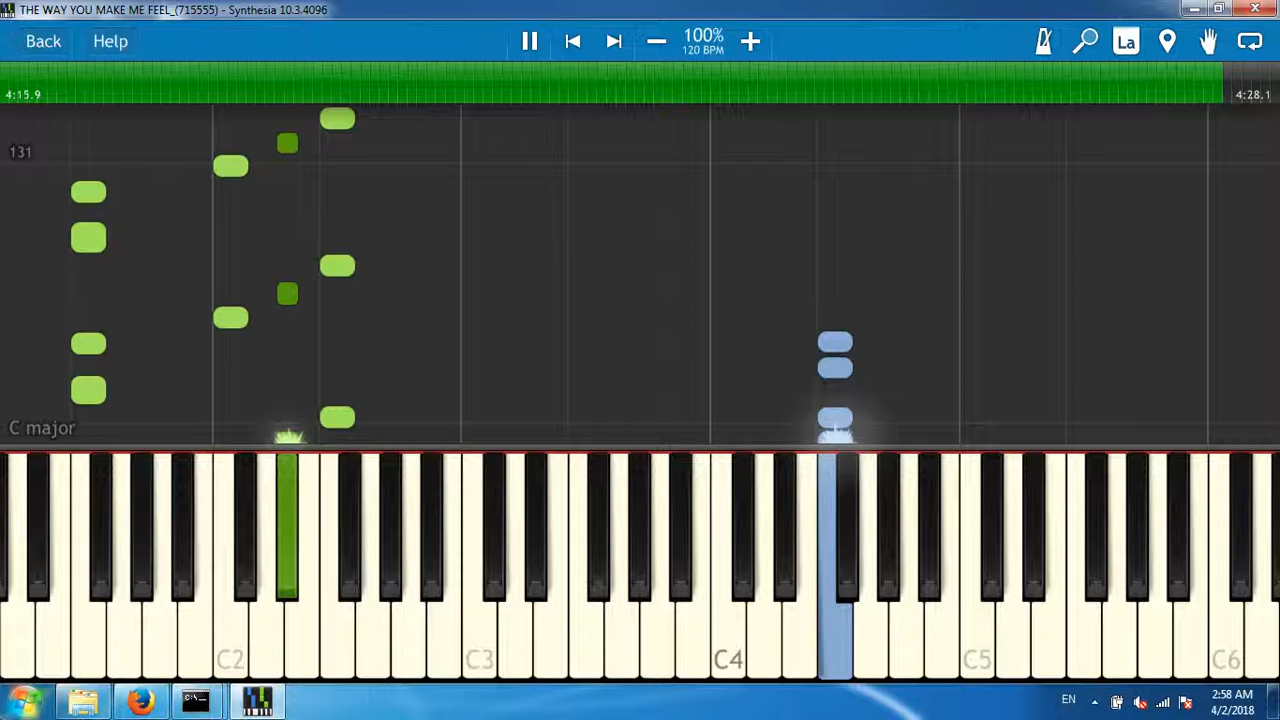 THE WAY YOU MAKE ME FEEL_(715555) - Synthesia 10.3.4096
Back
Help
100%
120 BPM
La
4:15.9
4:28.1
131
C major
C2
C3
C4
C5
C6
C:\
EN
2:58 AM
4/2/2018